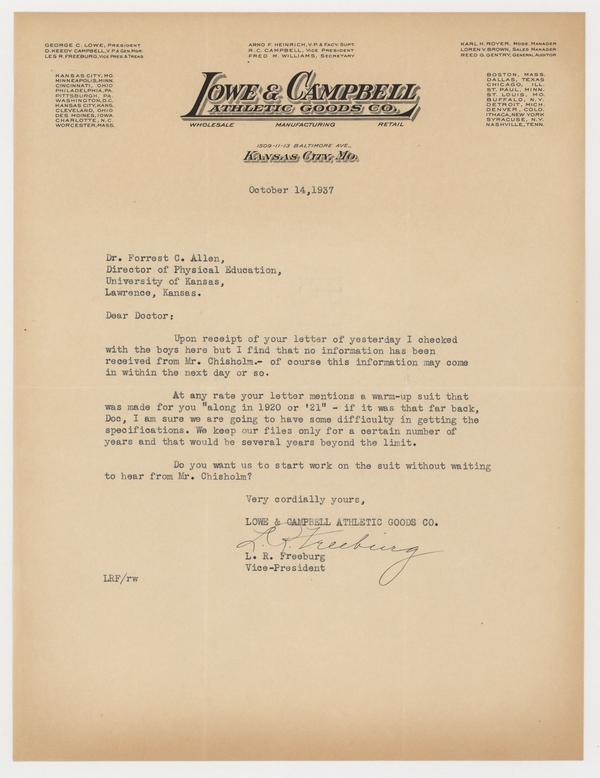 GEORGE C. LOWE, PRESIDENT
D. KEEDY CAMPBELL, V.P. & GEN. MGR.
LES R. FREEBURG, VICE PRES. & TREAS.
ARNO F. HEINRICH, V.P. & FACY. SUPT.
R. C. CAMPBELL, VICE PRESIDENT
FRED M. WILLIAMS, SECRETARY
KARL H. ROYER, MDSE. MANAGER
LOREN V. BROWN, SALES MANAGER
REED G. GENTRY, GENERAL AUDITOR
KANSAS CITY, MO.
MINNEAPOLIS, MINN.
CINCINNATI, OHIO
PHILADELPHIA, PA.
PITTSBURGH, PA.
WASHINGTON, D.C.
KANSAS CITY, KANS.
CLEVELAND, OHIO
DES MOINES, IOWA
CHARLOTTE, N.C.
WORCESTER, MASS.
LOWE & CAMPBELL
ATHLETIC GOODS CO.
WHOLESALE MANUFACTURING RETAIL
1509-11-13 BALTIMORE AVE.,
KANSAS CITY, MO.
BOSTON, MASS.
DALLAS, TEXAS
CHICAGO, ILL.
ST. PAUL, MINN.
ST. LOUIS, MO.
BUFFALO, N.Y.
DETROIT, MICH.
DENVER, COLO.
ITHACA, NEW YORK
SYRACUSE, N.Y.
NASHVILLE, TENN.
October 14,1937
Dr. Forrest C. Allen,
Director of Physical Education,
University of Kansas,
Lawrence, Kansas.
Dear Doctor:
Upon receipt of your letter of yesterday I checked
with the boys here but I find that no information has been
received from Mr. Chisholm.- of course this information may come
in within the next day or so.
At any rate your letter mentions a warm-up suit that
was made for you "along in 1920 or '21" - if it was that far back,
Doc, I am sure we are going to have some difficulty in getting the
specifications. We keep our files only for a certain number of
years and that would be several years beyond the limit.
Do you want us to start work on the suit without waiting
to hear from Mr. Chisholm?
Very cordially yours,
LOWE & CAMPBELL ATHLETIC GOODS CO.
L. R. Freeburg
L. R. Freeburg
Vice-President
LRF/rw